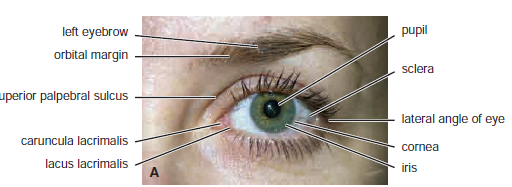 left eyebrow
orbital margin
uperior palpebral sulcus
caruncula lacrimalis
lacus lacrimalis
A
pupil
sclera
lateral angle of eye
cornea
iris